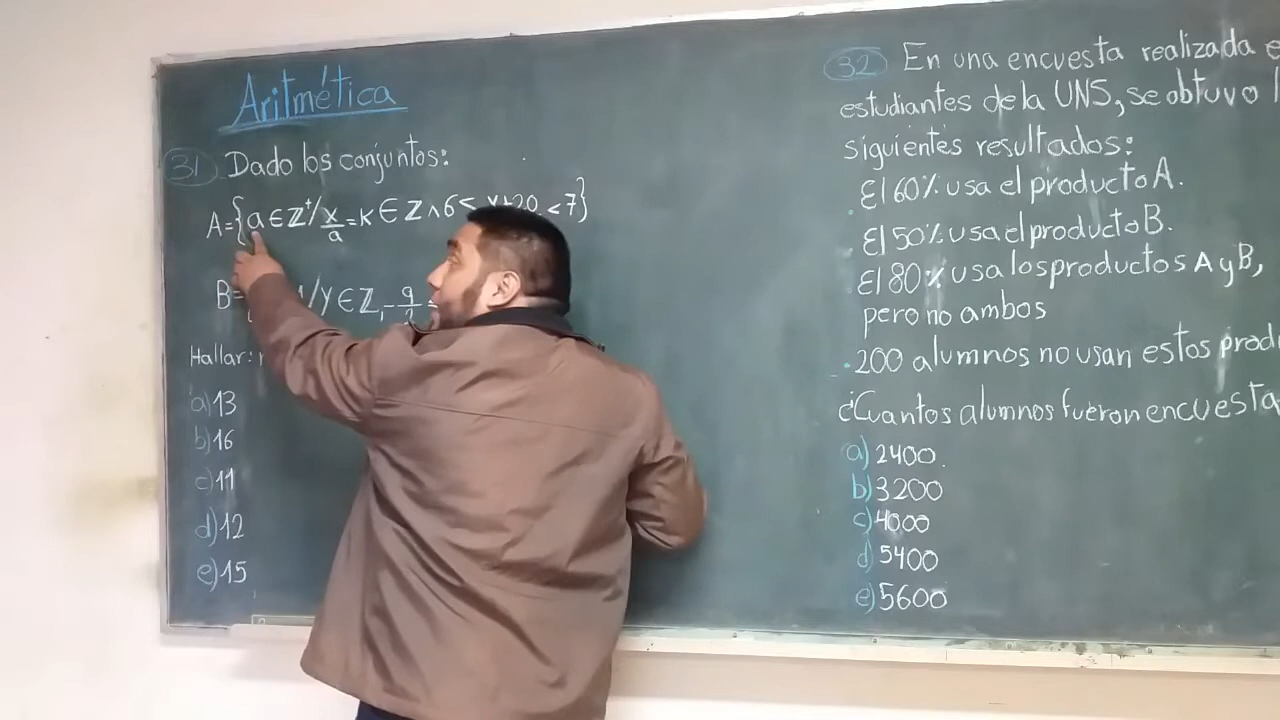 Aritmética
31 Dado los conjuntos:
A={a∈Z⁺/x/a=K∈Z∧6≤ x+20 <7}
B= /y∈Z, -9
Hallar:
a) 13
b) 16
c) 11
d) 12
e) 15
32 En una encuesta realizada
estudiantes de la UNS, se obtuvo
siguientes resultados:
. El 60% usa el producto A.
. El 50% usa el producto B.
. El 80% usa los productos A y B,
pero no ambos
. 200 alumnos no usan estos prod
¿Cuantos alumnos fueron encuesta
a) 2400.
b) 3200
c) 4000
d) 5400
e) 5600